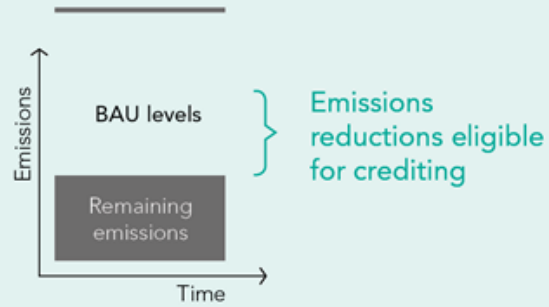 Emissions
BAU levels
Emissions
reductions eligible
for crediting
Remaining
emissions
Time